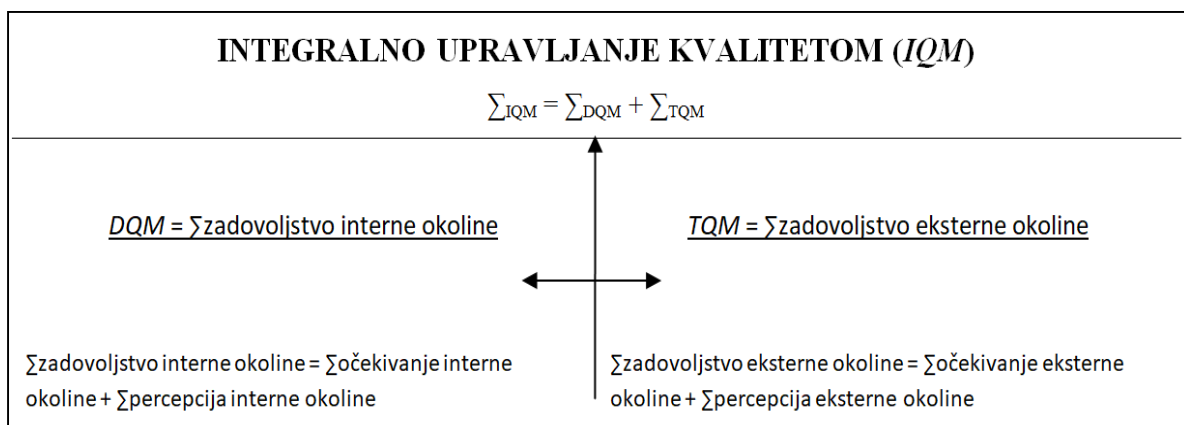 INTEGRALNO UPRAVLJANJE KVALITETOM (IQM)
∑IQM = ∑DQM + ∑TQM
DQM = ∑zadovoljstvo interne okoline
TQM = ∑zadovoljstvo eksterne okoline
∑zadovoljstvo interne okoline = ∑očekivanje interne
okoline + ∑percepcija interne okoline
∑zadovoljstvo eksterne okoline = ∑očekivanje eksterne
okoline + ∑percepcija eksterne okoline